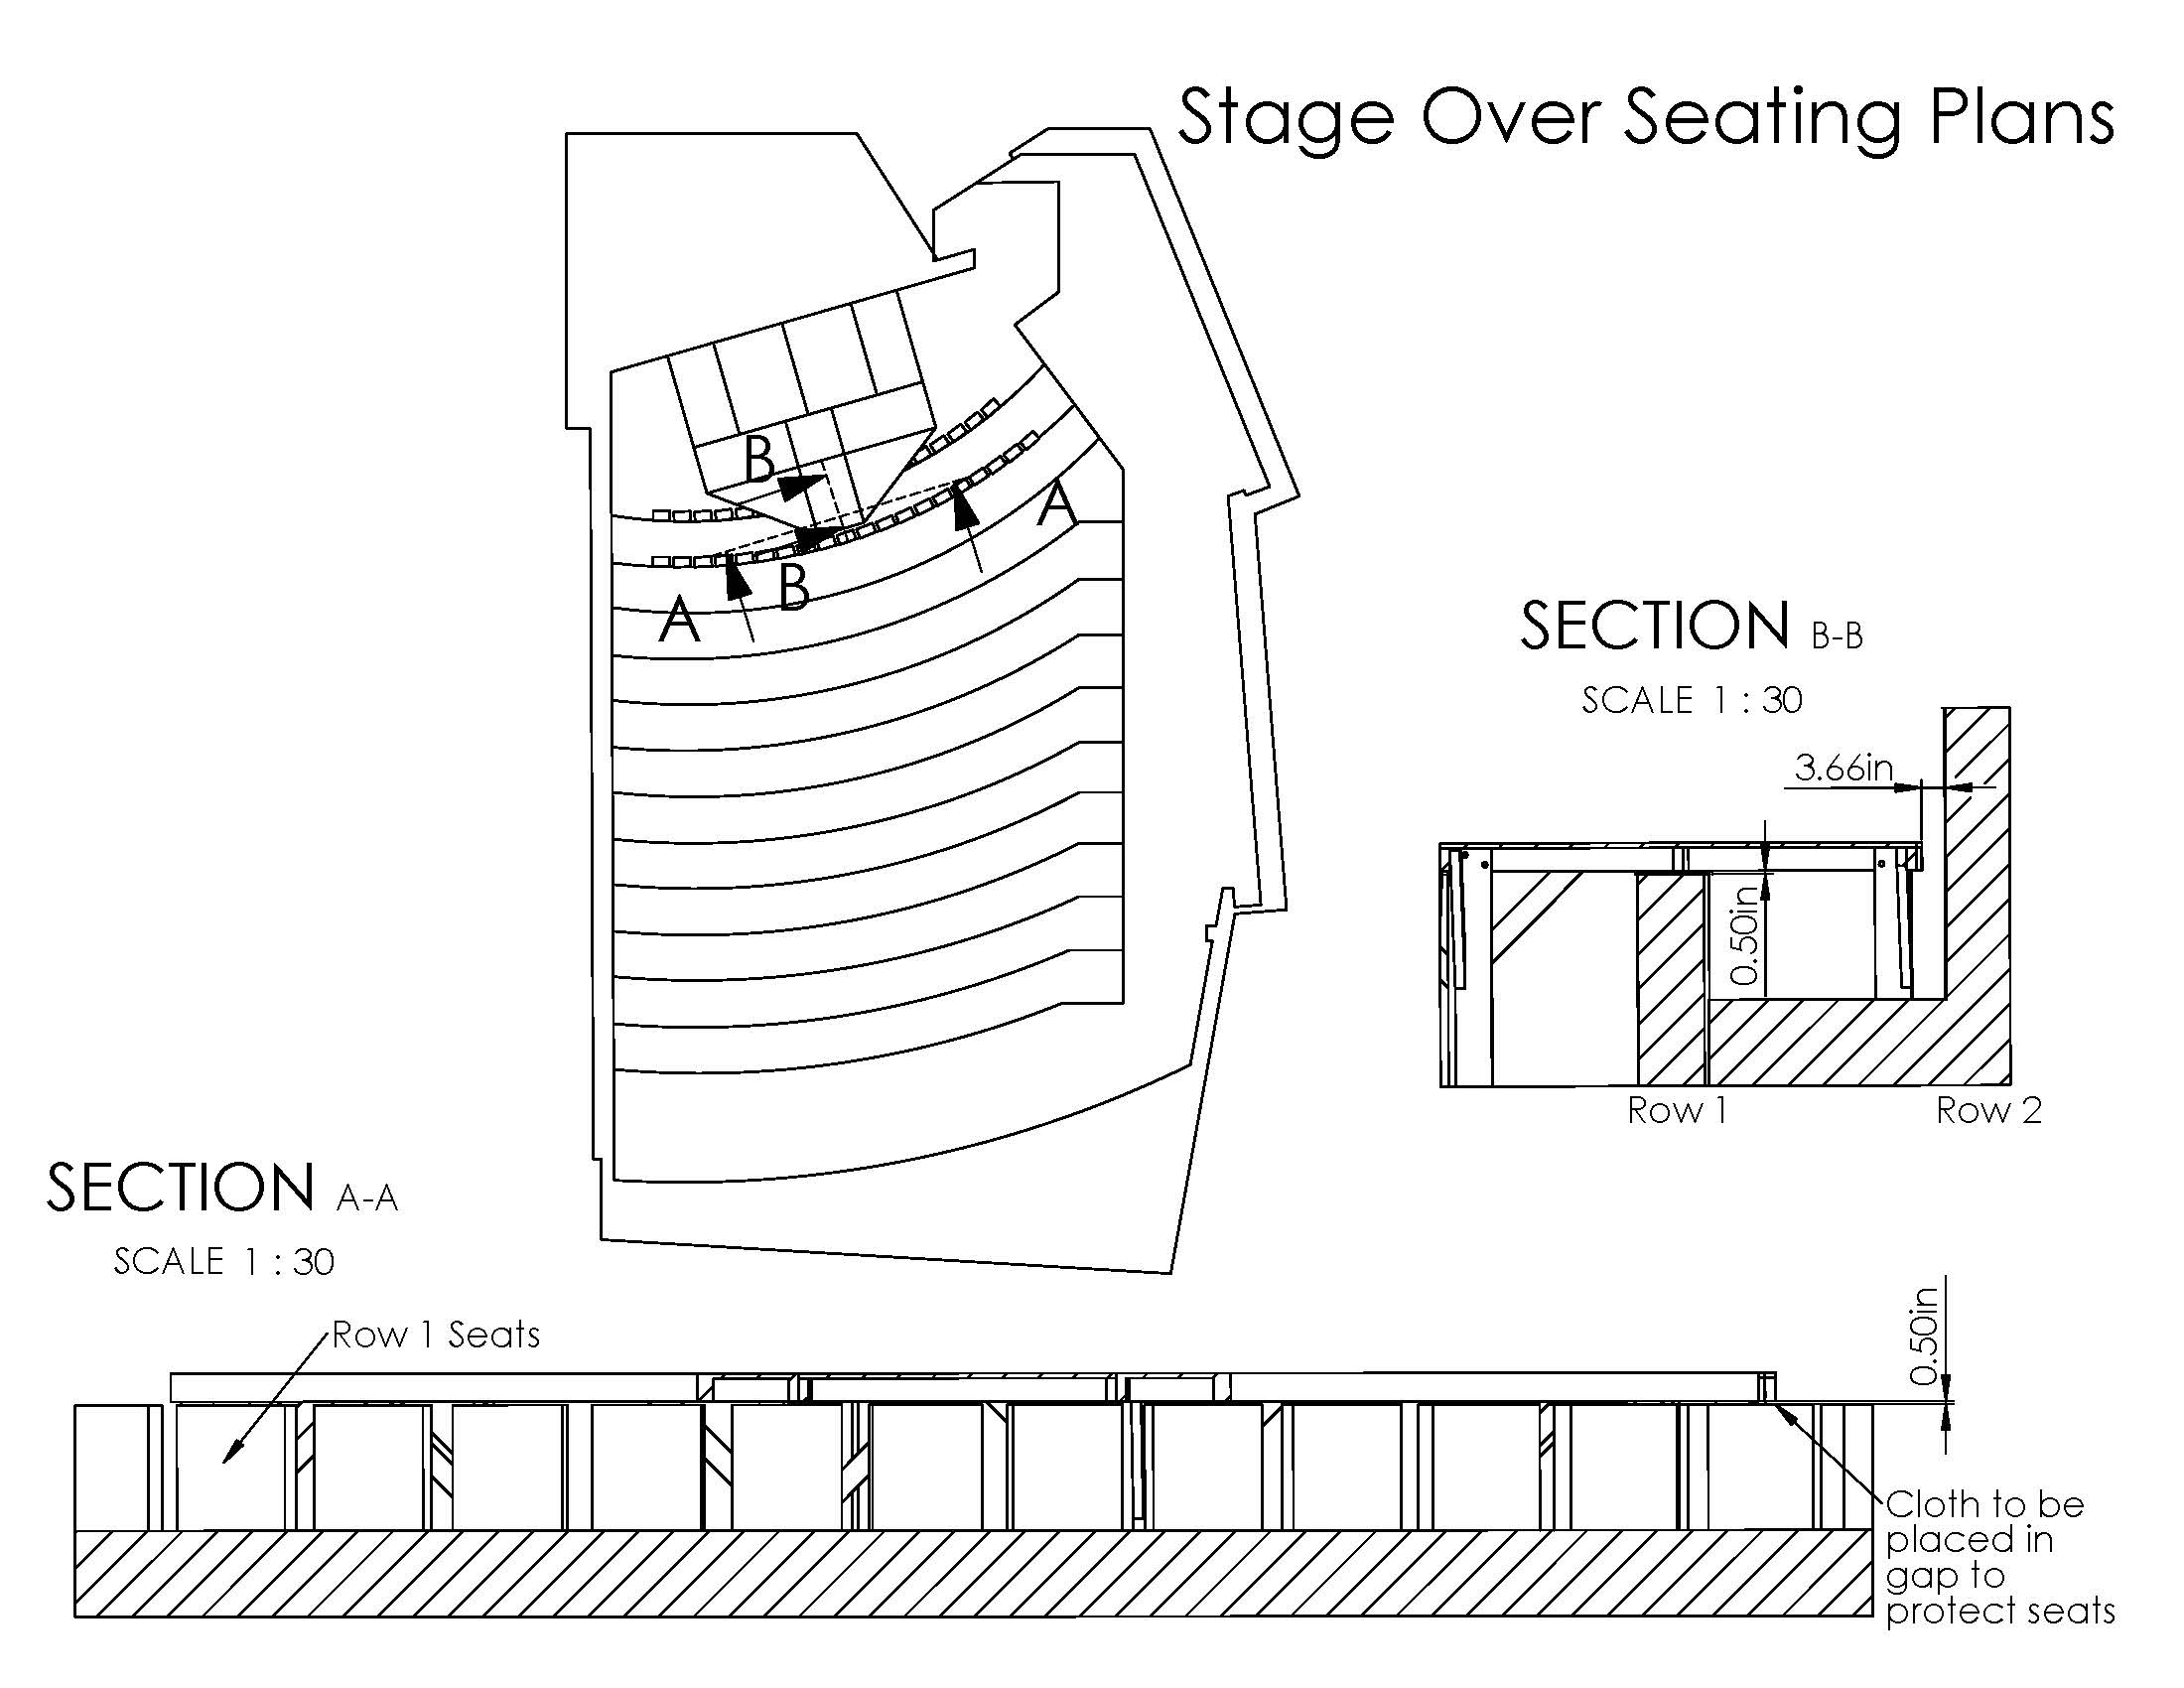 Stage Over Seating Plans
B
A
B
A
SECTION B-B
SCALE 1 : 30
3.66in
0.50in
Row 1
Row 2
SECTION A-A
SCALE 1 : 30
Row 1 Seats
0.50in
Cloth to be
placed in
gap to
protect seats